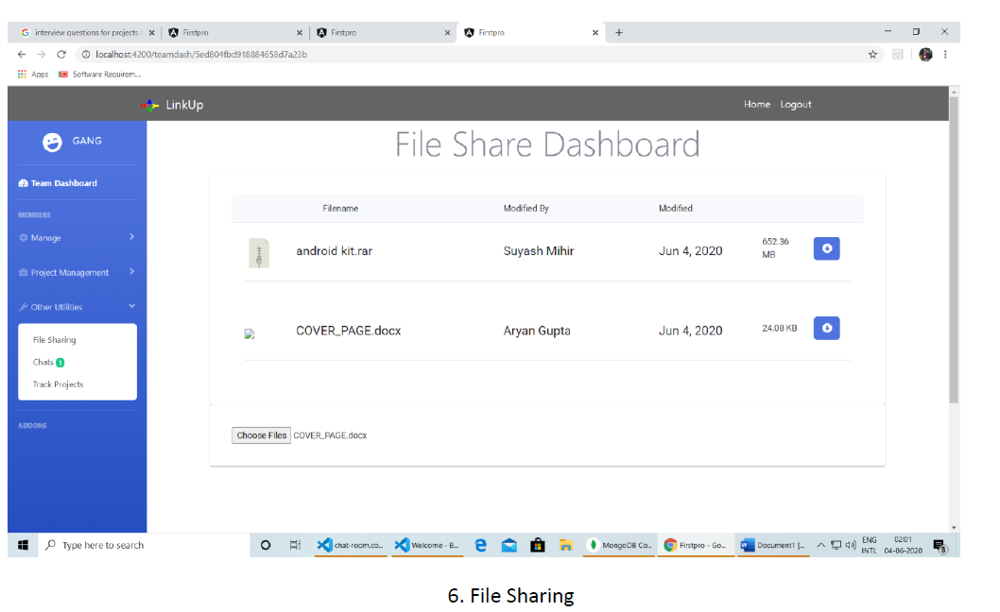 interview questions for projects i
Firstpro
Firstpro
Firstpro
localhost:4200/teamdash/5ed804fbd918884658d7a23b
Apps Software Requirem...
LinkUp Home Logout
GANG
File Share Dashboard
Team Dashboard
MEMBERS
Manage
Project Management
Other Utilities
File Sharing
Chats 1
Track Projects
ADDONS
Filename Modified By Modified
android kit.rar Suyash Mihir Jun 4, 2020 652.36
MB
COVER_PAGE.docx Aryan Gupta Jun 4, 2020 24.08 KB
Choose Files COVER_PAGE.docx
Type here to search
chat-room.co...
Welcome - B...
MongoDB Co...
Firstpro - Go...
Document1 [...
ENG
INTL
02:01
04-06-2020
6. File Sharing